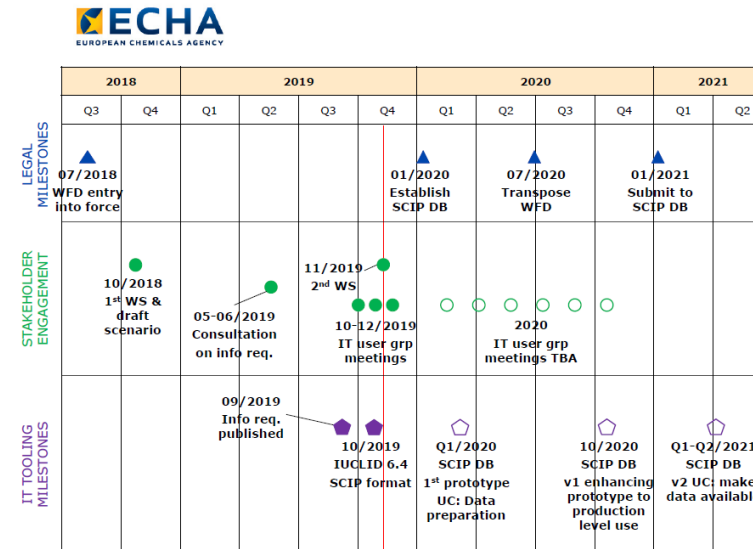 ECHA
EUROPEAN CHEMICALS AGENCY
2018 2019 2020 2021
Q3 Q4 Q1 Q2 Q3 Q4 Q1 Q2 Q3 Q4 Q1 Q2
LEGAL
MILESTONES
07/2018
WFD entry
into force
01/2020
Establish
SCIP DB
07/2020
Transpose
WFD
01/2021
Submit to
SCIP DB
STAKEHOLDER
ENGAGEMENT
10/2018
1st WS &
draft
scenario
05-06/2019
Consultation
on info req.
11/2019
2nd WS
10-12/2019
IT user grp
meetings
2020
IT user grp
meetings TBA
IT TOOLING
MILESTONES
09/2019
Info req.
published
10/2019
IUCLID 6.4
SCIP format
Q1/2020
SCIP DB
1st prototype
UC: Data
preparation
10/2020
SCIP DB
v1 enhancing
prototype to
production
level use
Q1-Q2/2021
SCIP DB
v2 UC: make
data available